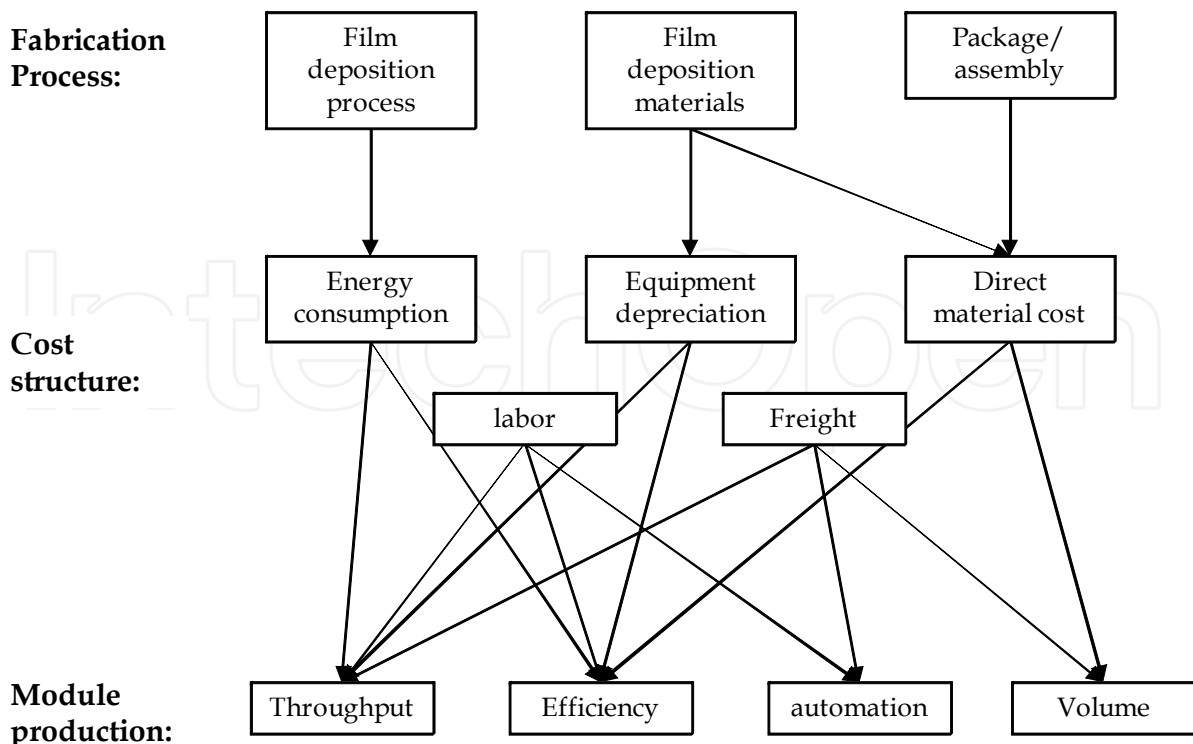 Fabrication
Process:
Film
deposition
process
Film
deposition
materials
Package/
assembly
IntechOpen
Energy
consumption
Equipment
depreciation
Direct
material cost
Cost
structure:
labor
Freight
Module
production:
Throughput
Efficiency
automation
Volume